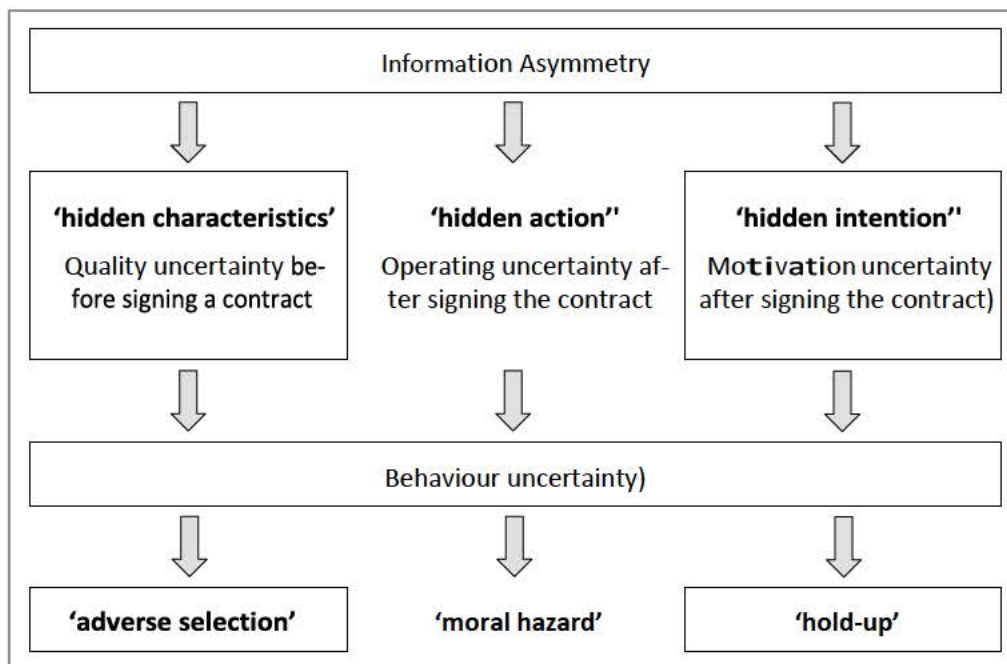 Information Asymmetry
‘hidden characteristics’
Quality uncertainty be-
fore signing a contract
‘hidden action''
Operating uncertainty af-
ter signing the contract
‘hidden intention''
Motivation uncertainty
after signing the contract)
Behaviour uncertainty)
‘adverse selection’
‘moral hazard’
‘hold-up’